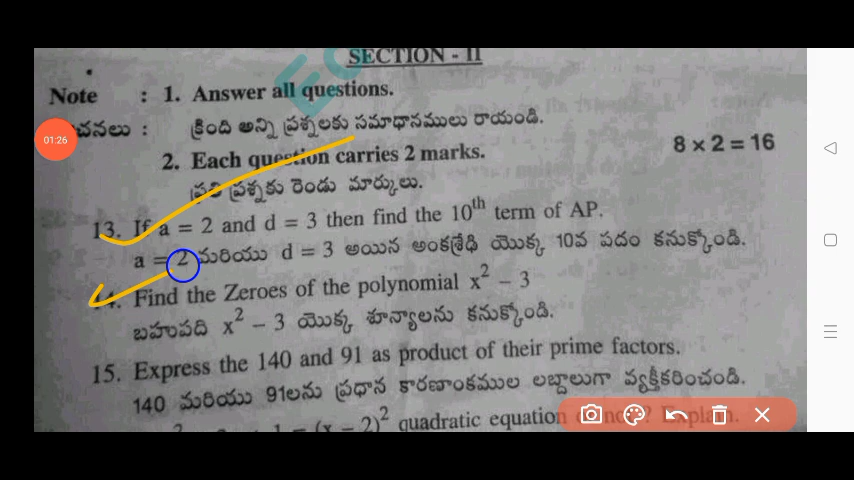 SECTION - II
Note : 1. Answer all questions.
: క్రింది అన్ని ప్రశ్నలకు సమాధానములు రాయండి.
01:26
2. Each question carries 2 marks. 8 × 2 = 16
ప్రతి ప్రశ్నకు రెండు మార్కులు.
13. If a = 2 and d = 3 then find the 10th term of AP.
a = 2 మరియు d = 3 అయిన అంకశ్రేఢి యొక్క 10వ పదం కనుక్కోండి.
14. Find the Zeroes of the polynomial x² - 3
బహుపది x² - 3 యొక్క శూన్యాలను కనుక్కోండి.
15. Express the 140 and 91 as product of their prime factors.
140 మరియు 91లను ప్రధాన కారణాంకముల లబ్దాలుగా వ్యక్తీకరించండి.
(x - 2)² quadratic equation